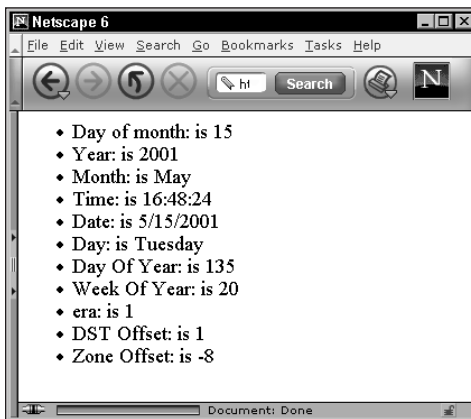 Netscape 6
File Edit View Search Go Bookmarks Tasks Help
ht Search N
• Day of month: is 15
• Year: is 2001
• Month: is May
• Time: is 16:48:24
• Date: is 5/15/2001
• Day: is Tuesday
• Day Of Year: is 135
• Week Of Year: is 20
• era: is 1
• DST Offset: is 1
• Zone Offset: is -8
Document: Done